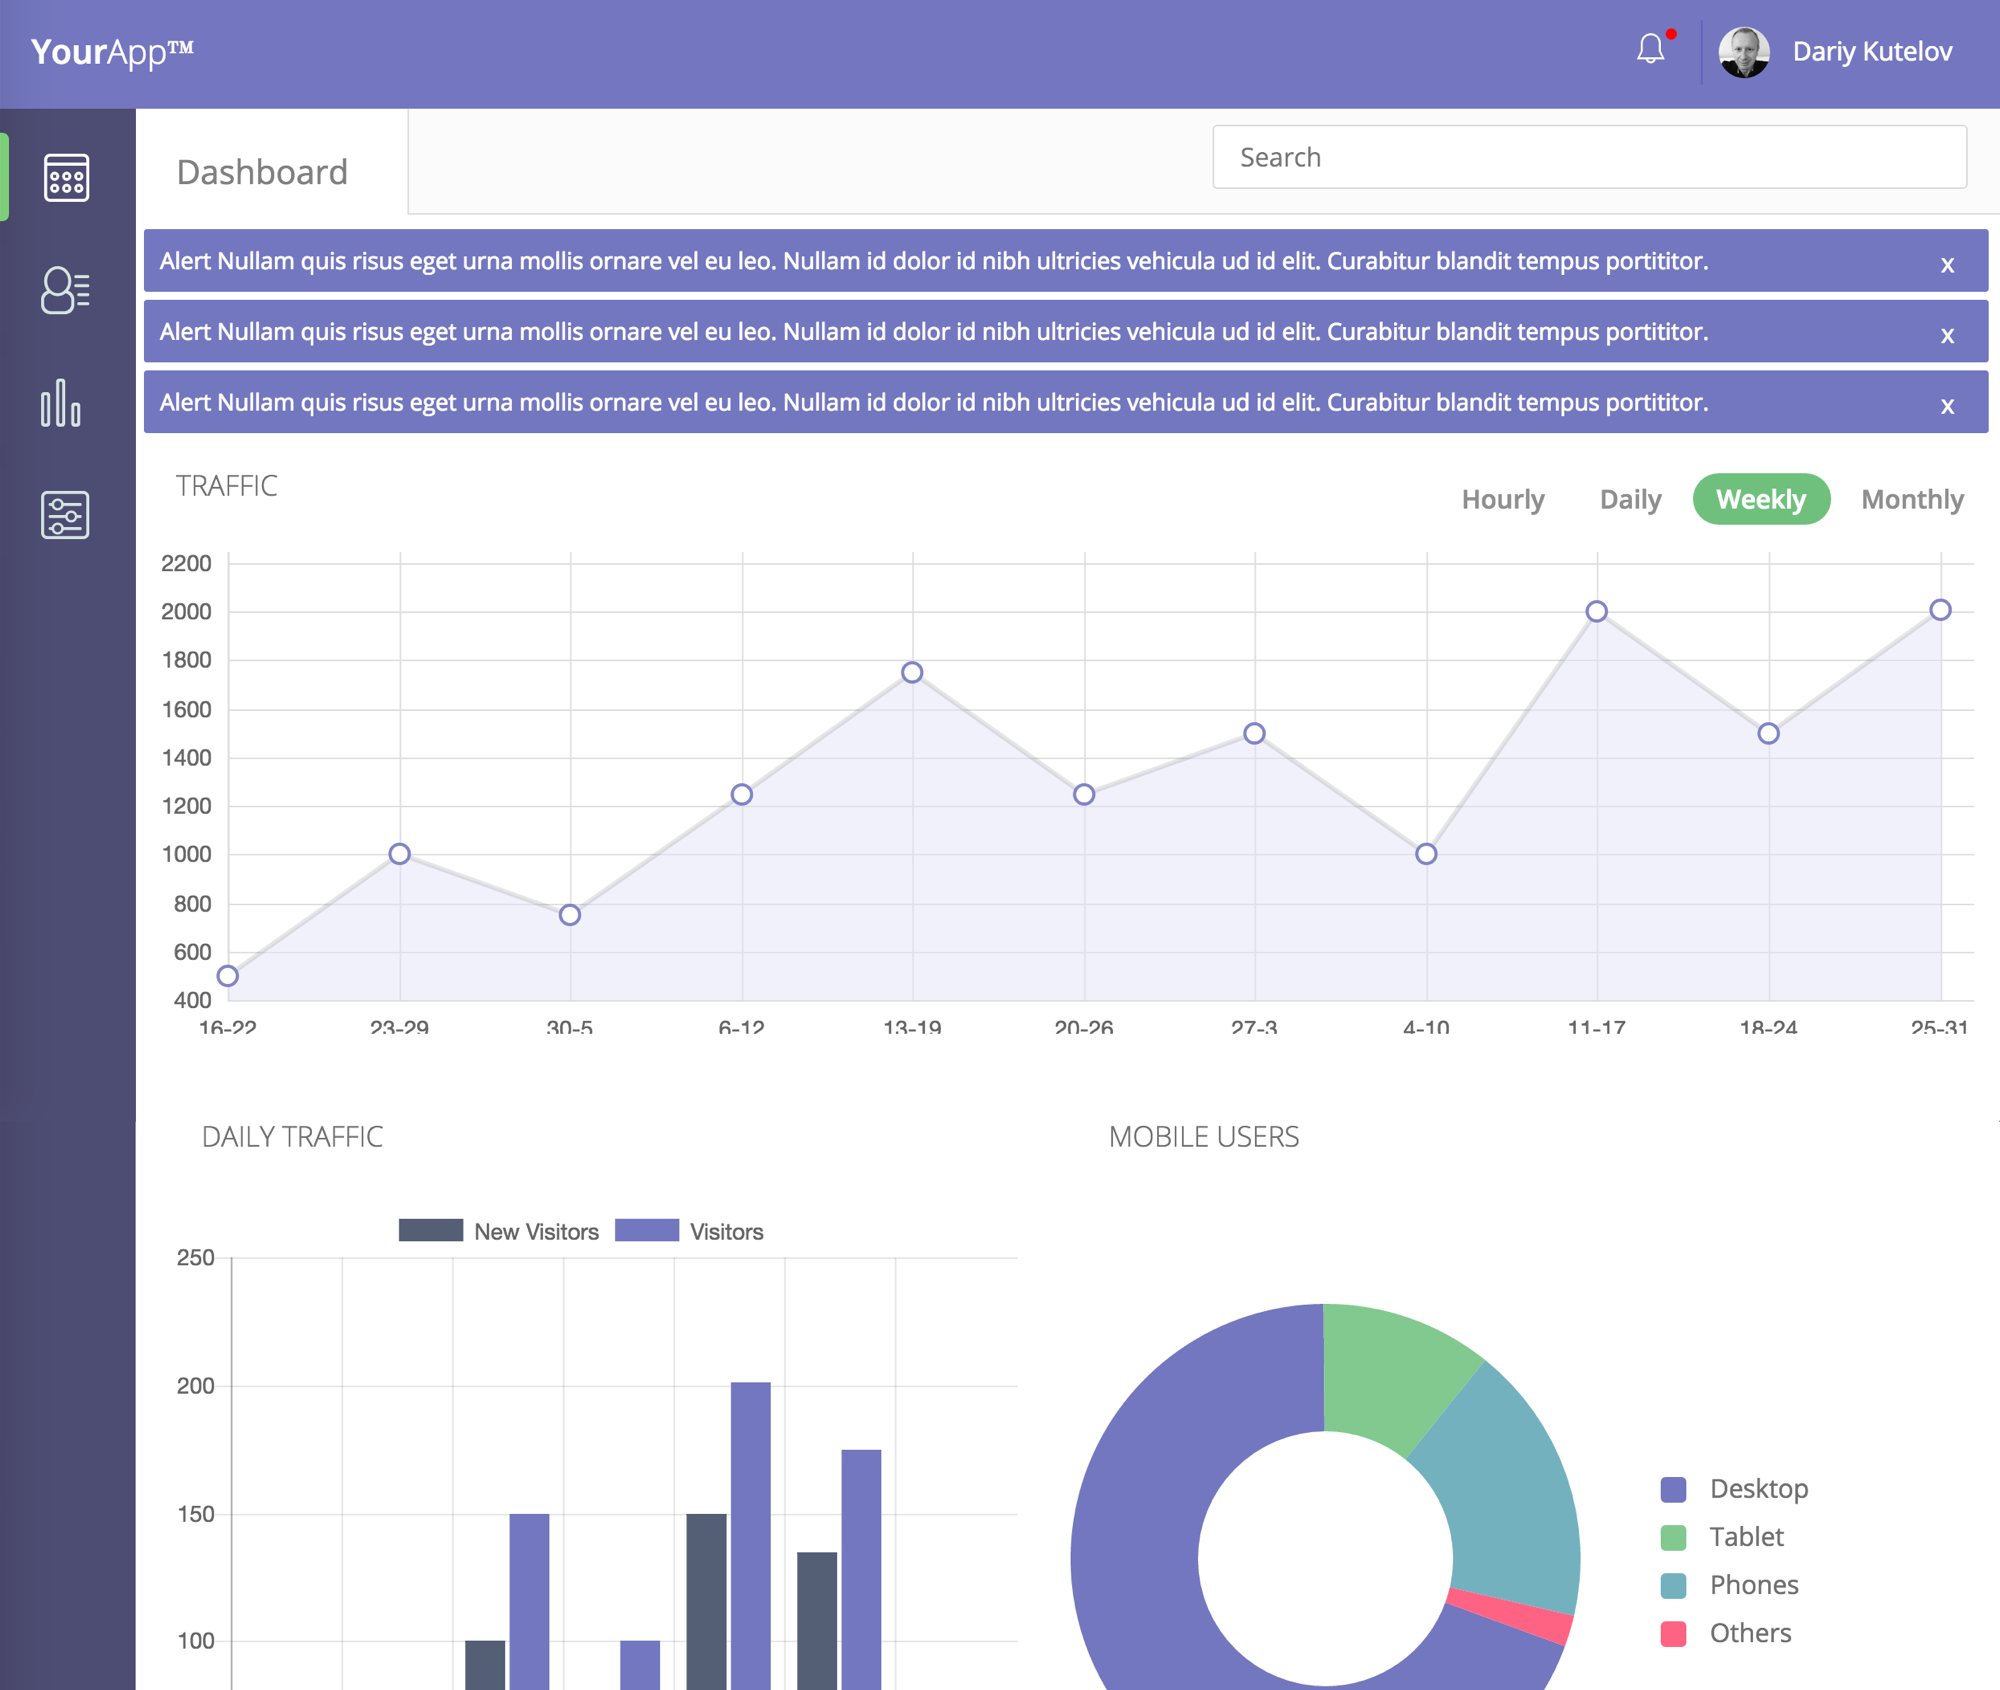 YourApp™
Dariy Kutelov
Dashboard
Search
Alert Nullam quis risus eget urna mollis ornare vel eu leo. Nullam id dolor id nibh ultricies vehicula ud id elit. Curabitur blandit tempus portititor.
x
Alert Nullam quis risus eget urna mollis ornare vel eu leo. Nullam id dolor id nibh ultricies vehicula ud id elit. Curabitur blandit tempus portititor.
x
Alert Nullam quis risus eget urna mollis ornare vel eu leo. Nullam id dolor id nibh ultricies vehicula ud id elit. Curabitur blandit tempus portititor.
x
TRAFFIC
Hourly Daily Weekly Monthly
2200
2000
1800
1600
1400
1200
1000
800
600
400
16-22 23-29 30-5 6-12 13-19 20-26 27-3 4-10 11-17 18-24 25-31
DAILY TRAFFIC
New Visitors Visitors
250
200
150
100
MOBILE USERS
Desktop
Tablet
Phones
Others